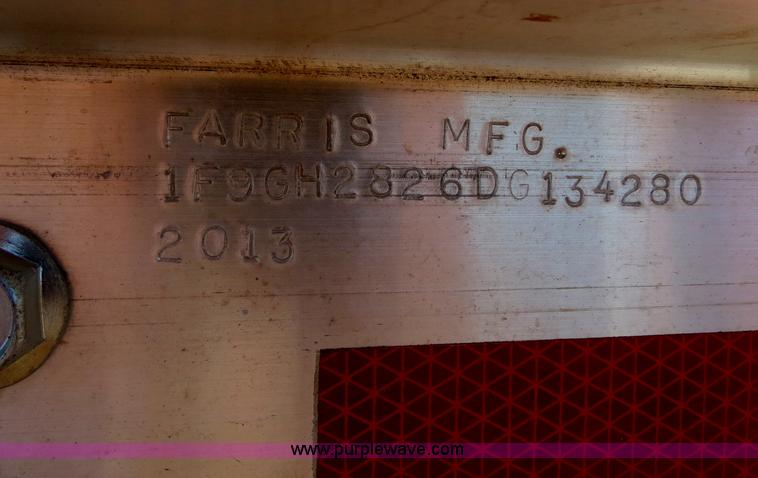 FARRIS MFG.
1F9GH2826DG134280
2013
www.purplewave.com